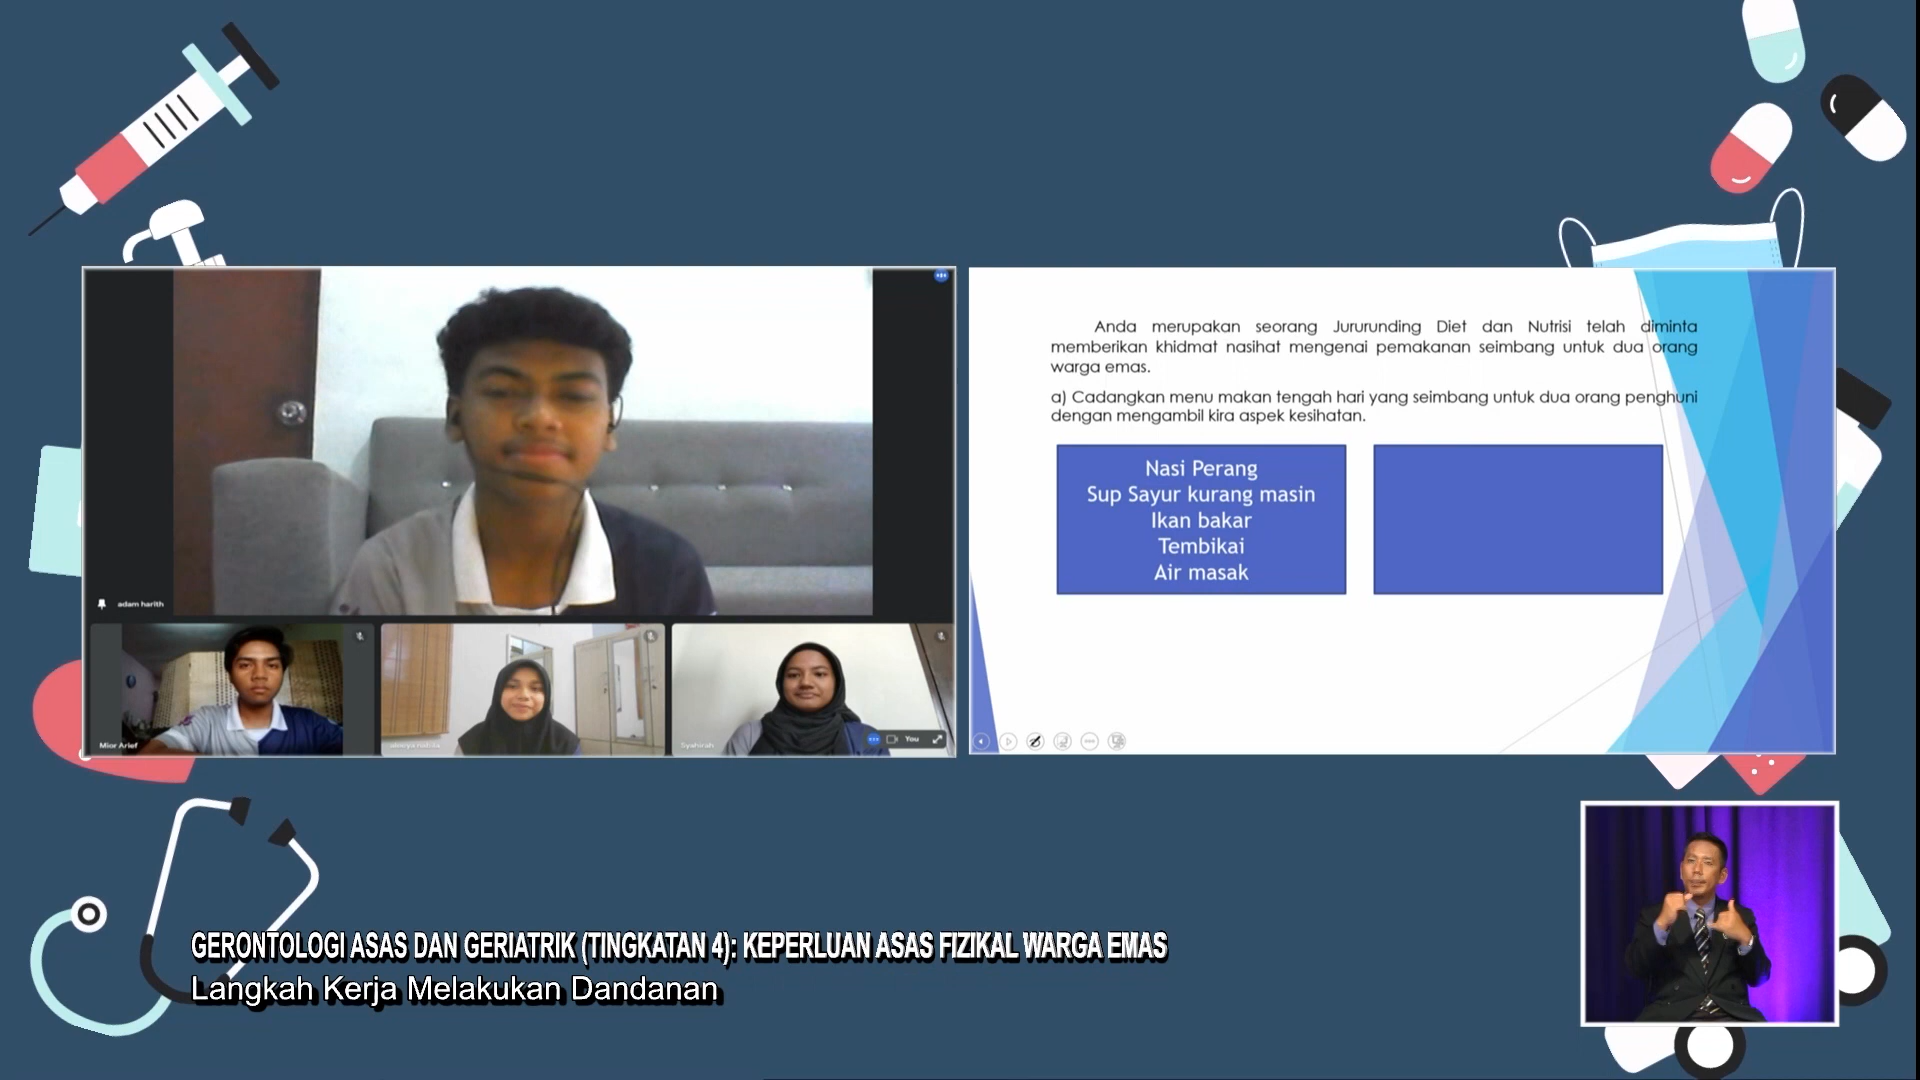 adam harith
Mior Arief
Syahirah
You
Anda merupakan seorang Jururunding Diet dan Nutrisi telah diminta
memberikan khidmat nasihat mengenai pemakanan seimbang untuk dua orang
warga emas.
a) Cadangkan menu makan tengah hari yang seimbang untuk dua orang penghuni
dengan mengambil kira aspek kesihatan.
Nasi Perang
Sup Sayur kurang masin
Ikan bakar
Tembikai
Air masak
GERONTOLOGI ASAS DAN GERIATRIK (TINGKATAN 4): KEPERLUAN ASAS FIZIKAL WARGA EMAS
Langkah Kerja Melakukan Dandanan